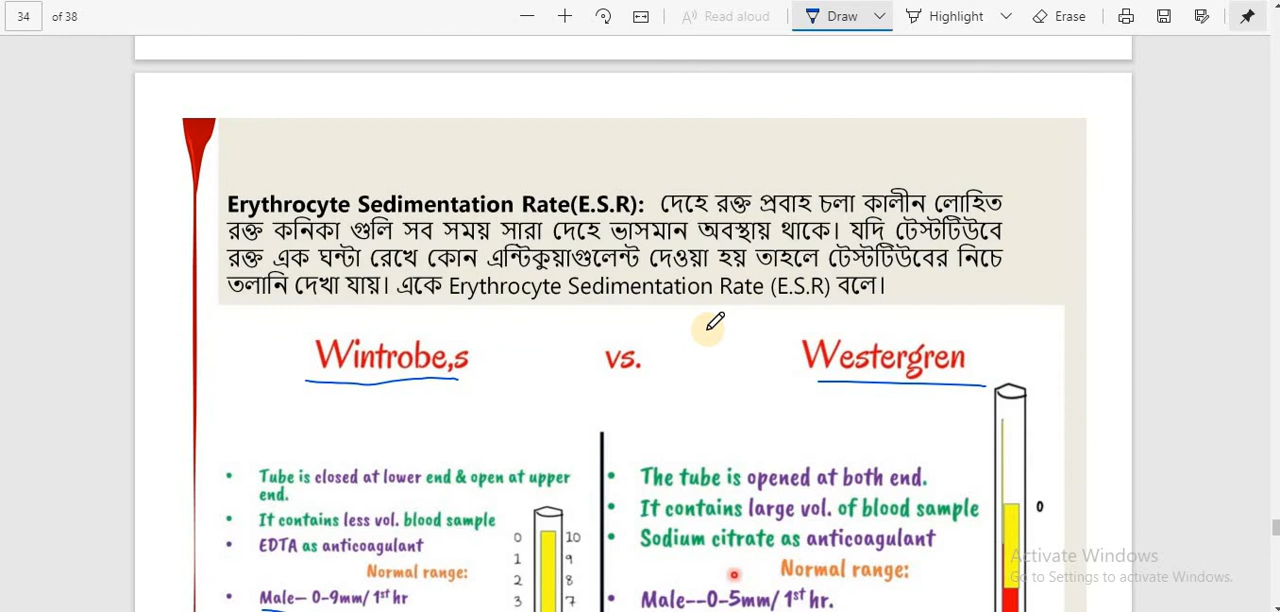 34 of 38
Read aloud
Draw
Highlight
Erase
Erythrocyte Sedimentation Rate(E.S.R): দেহে রক্ত প্রবাহ চলা কালীন লোহিত
রক্ত কনিকা গুলি সব সময় সারা দেহে ভাসমান অবস্থায় থাকে। যদি টেস্টটিউবে
রক্ত এক ঘন্টা রেখে কোন এন্টিকুয়াগুলেন্ট দেওয়া হয় তাহলে টেস্টটিউবের নিচে
তলানি দেখা যায়। একে Erythrocyte Sedimentation Rate (E.S.R) বলে।
Wintrobe,s vs. Westergren
• Tube is closed at lower end & open at upper
end.
• It contains less vol. blood sample
• EDTA as anticoagulant
Normal range:
• Male– 0-9mm/ 1st hr
0 10
1 9
2 8
3 7
• The tube is opened at both end.
• It contains large vol. of blood sample
• Sodium citrate as anticoagulant
Normal range:
• Male--0-5mm/ 1st hr.
0
Activate Windows
Go to Settings to activate Windows.